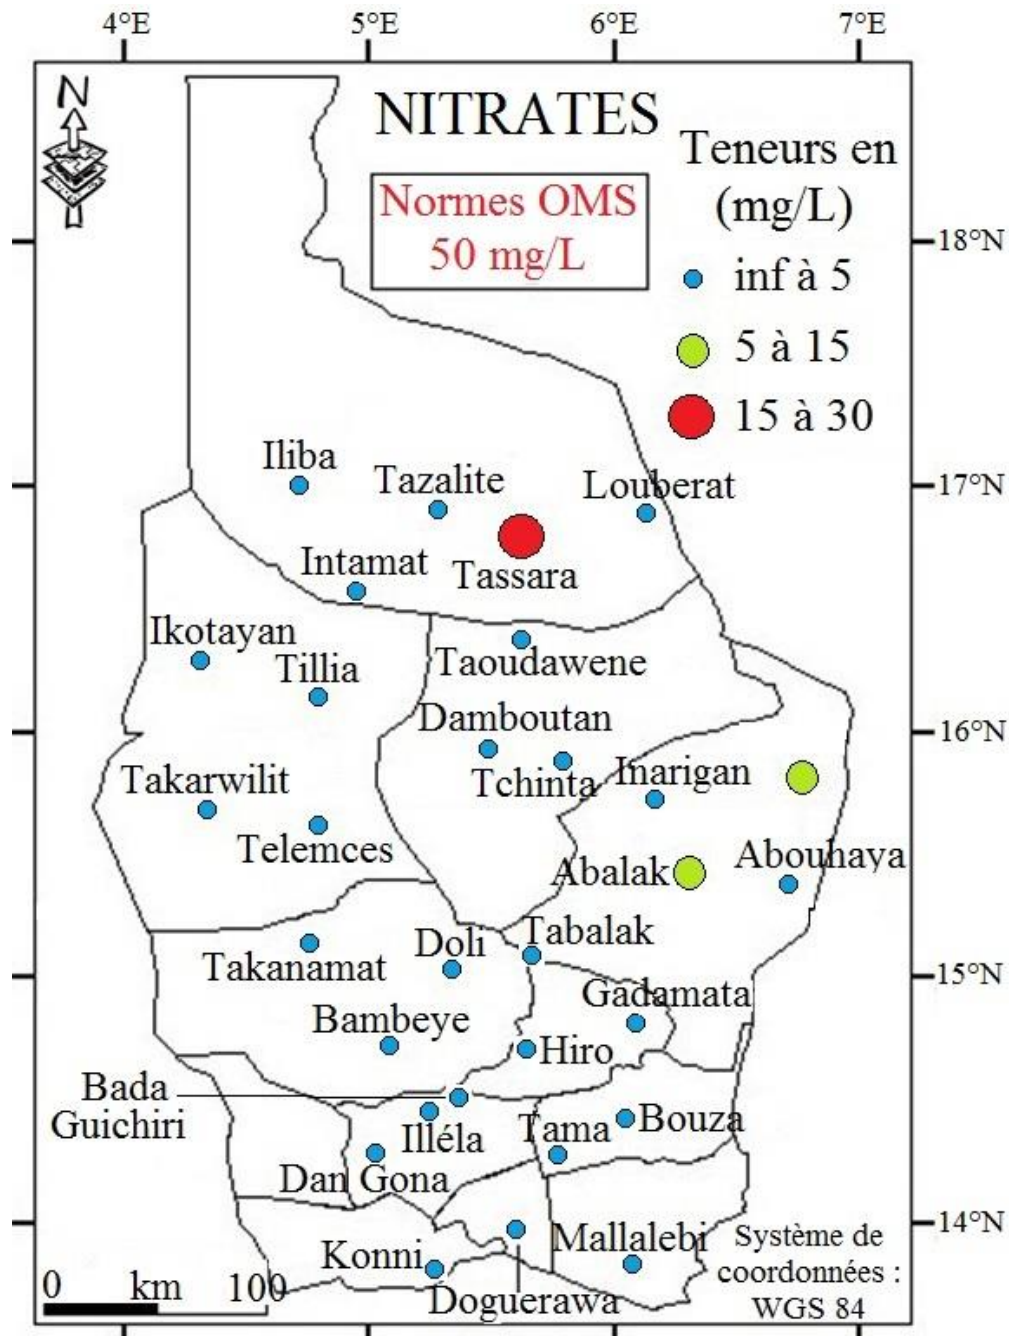 4°E 5°E 6°E 7°E
N
NITRATES
Normes OMS
50 mg/L
Teneurs en
(mg/L)
inf à 5
5 à 15
15 à 30
18°N
17°N
16°N
15°N
14°N
Iliba
Tazalite
Louberat
Tassara
Intamat
Ikotayan
Tillia
Taoudawene
Damboutan
Tchinta
Inarigan
Takarwilit
Telemces
Abalak
Abouhaya
Tabalak
Doli
Takanamat
Gadamata
Bambeye
Hiro
Bada
Guichiri
Illéla
Tama
Bouza
Dan Gona
Mallalebi
Konni
Doguerawa
Système de
coordonnées :
WGS 84
0 km 100